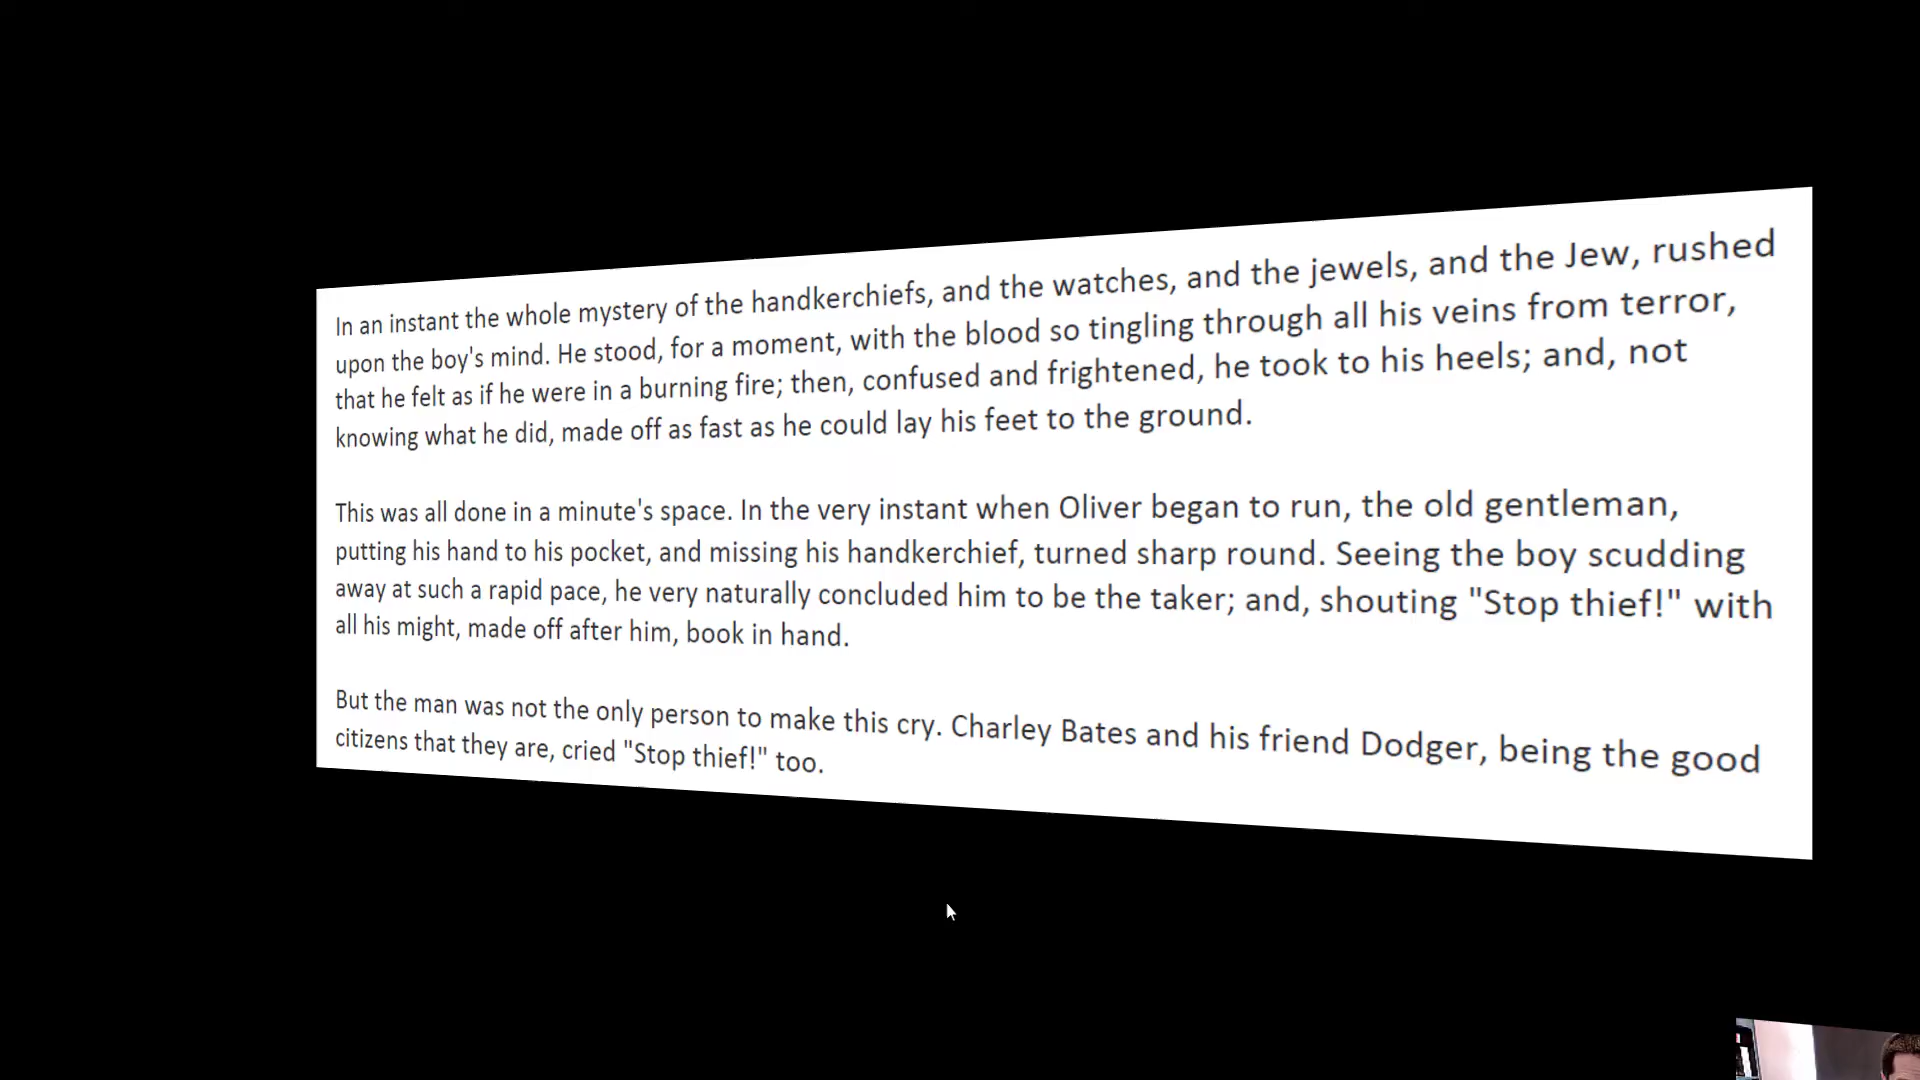 In an instant the whole mystery of the handkerchiefs, and the watches, and the jewels, and the Jew, rushed
upon the boy's mind. He stood, for a moment, with the blood so tingling through all his veins from terror,
that he felt as if he were in a burning fire; then, confused and frightened, he took to his heels; and, not
knowing what he did, made off as fast as he could lay his feet to the ground.
This was all done in a minute's space. In the very instant when Oliver began to run, the old gentleman,
putting his hand to his pocket, and missing his handkerchief, turned sharp round. Seeing the boy scudding
away at such a rapid pace, he very naturally concluded him to be the taker; and, shouting "Stop thief!" with
all his might, made off after him, book in hand.
But the man was not the only person to make this cry. Charley Bates and his friend Dodger, being the good
citizens that they are, cried "Stop thief!" too.